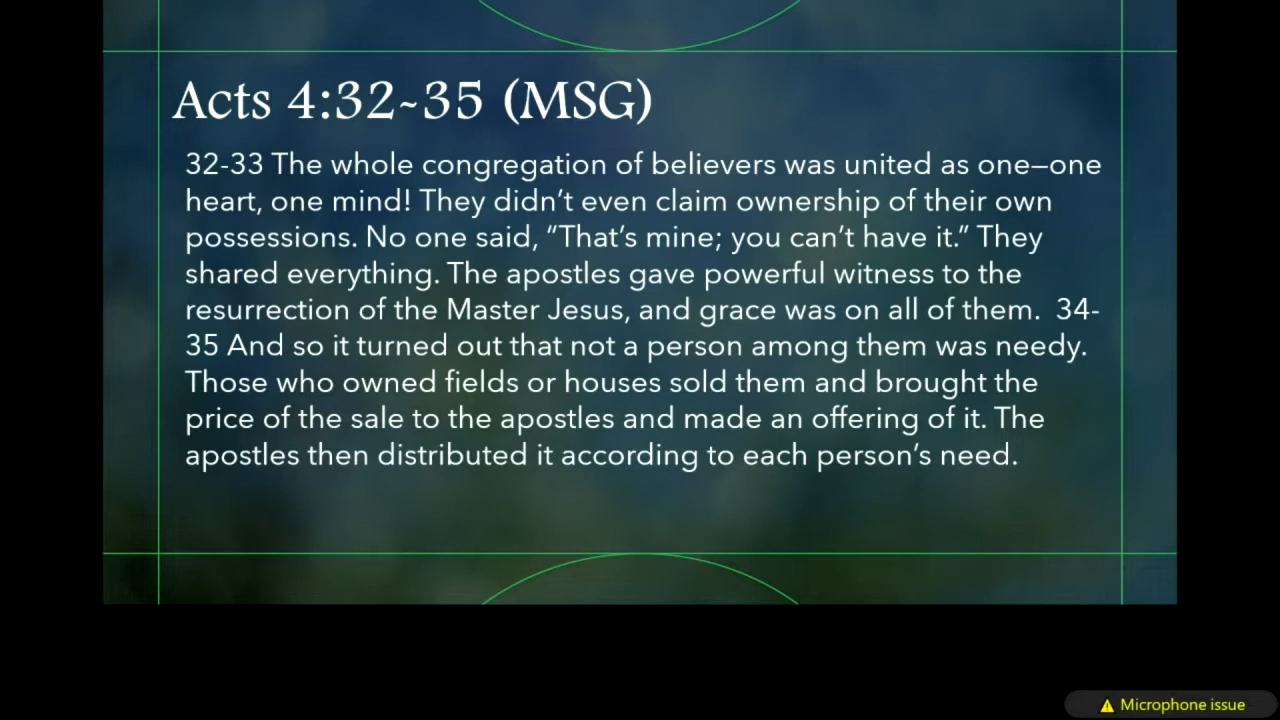 Acts 4:32~35 (MSG)
32-33 The whole congregation of believers was united as one—one
heart, one mind! They didn’t even claim ownership of their own
possessions. No one said, “That’s mine; you can’t have it.” They
shared everything. The apostles gave powerful witness to the
resurrection of the Master Jesus, and grace was on all of them.  34-
35 And so it turned out that not a person among them was needy.
Those who owned fields or houses sold them and brought the
price of the sale to the apostles and made an offering of it. The
apostles then distributed it according to each person’s need.
Microphone issue